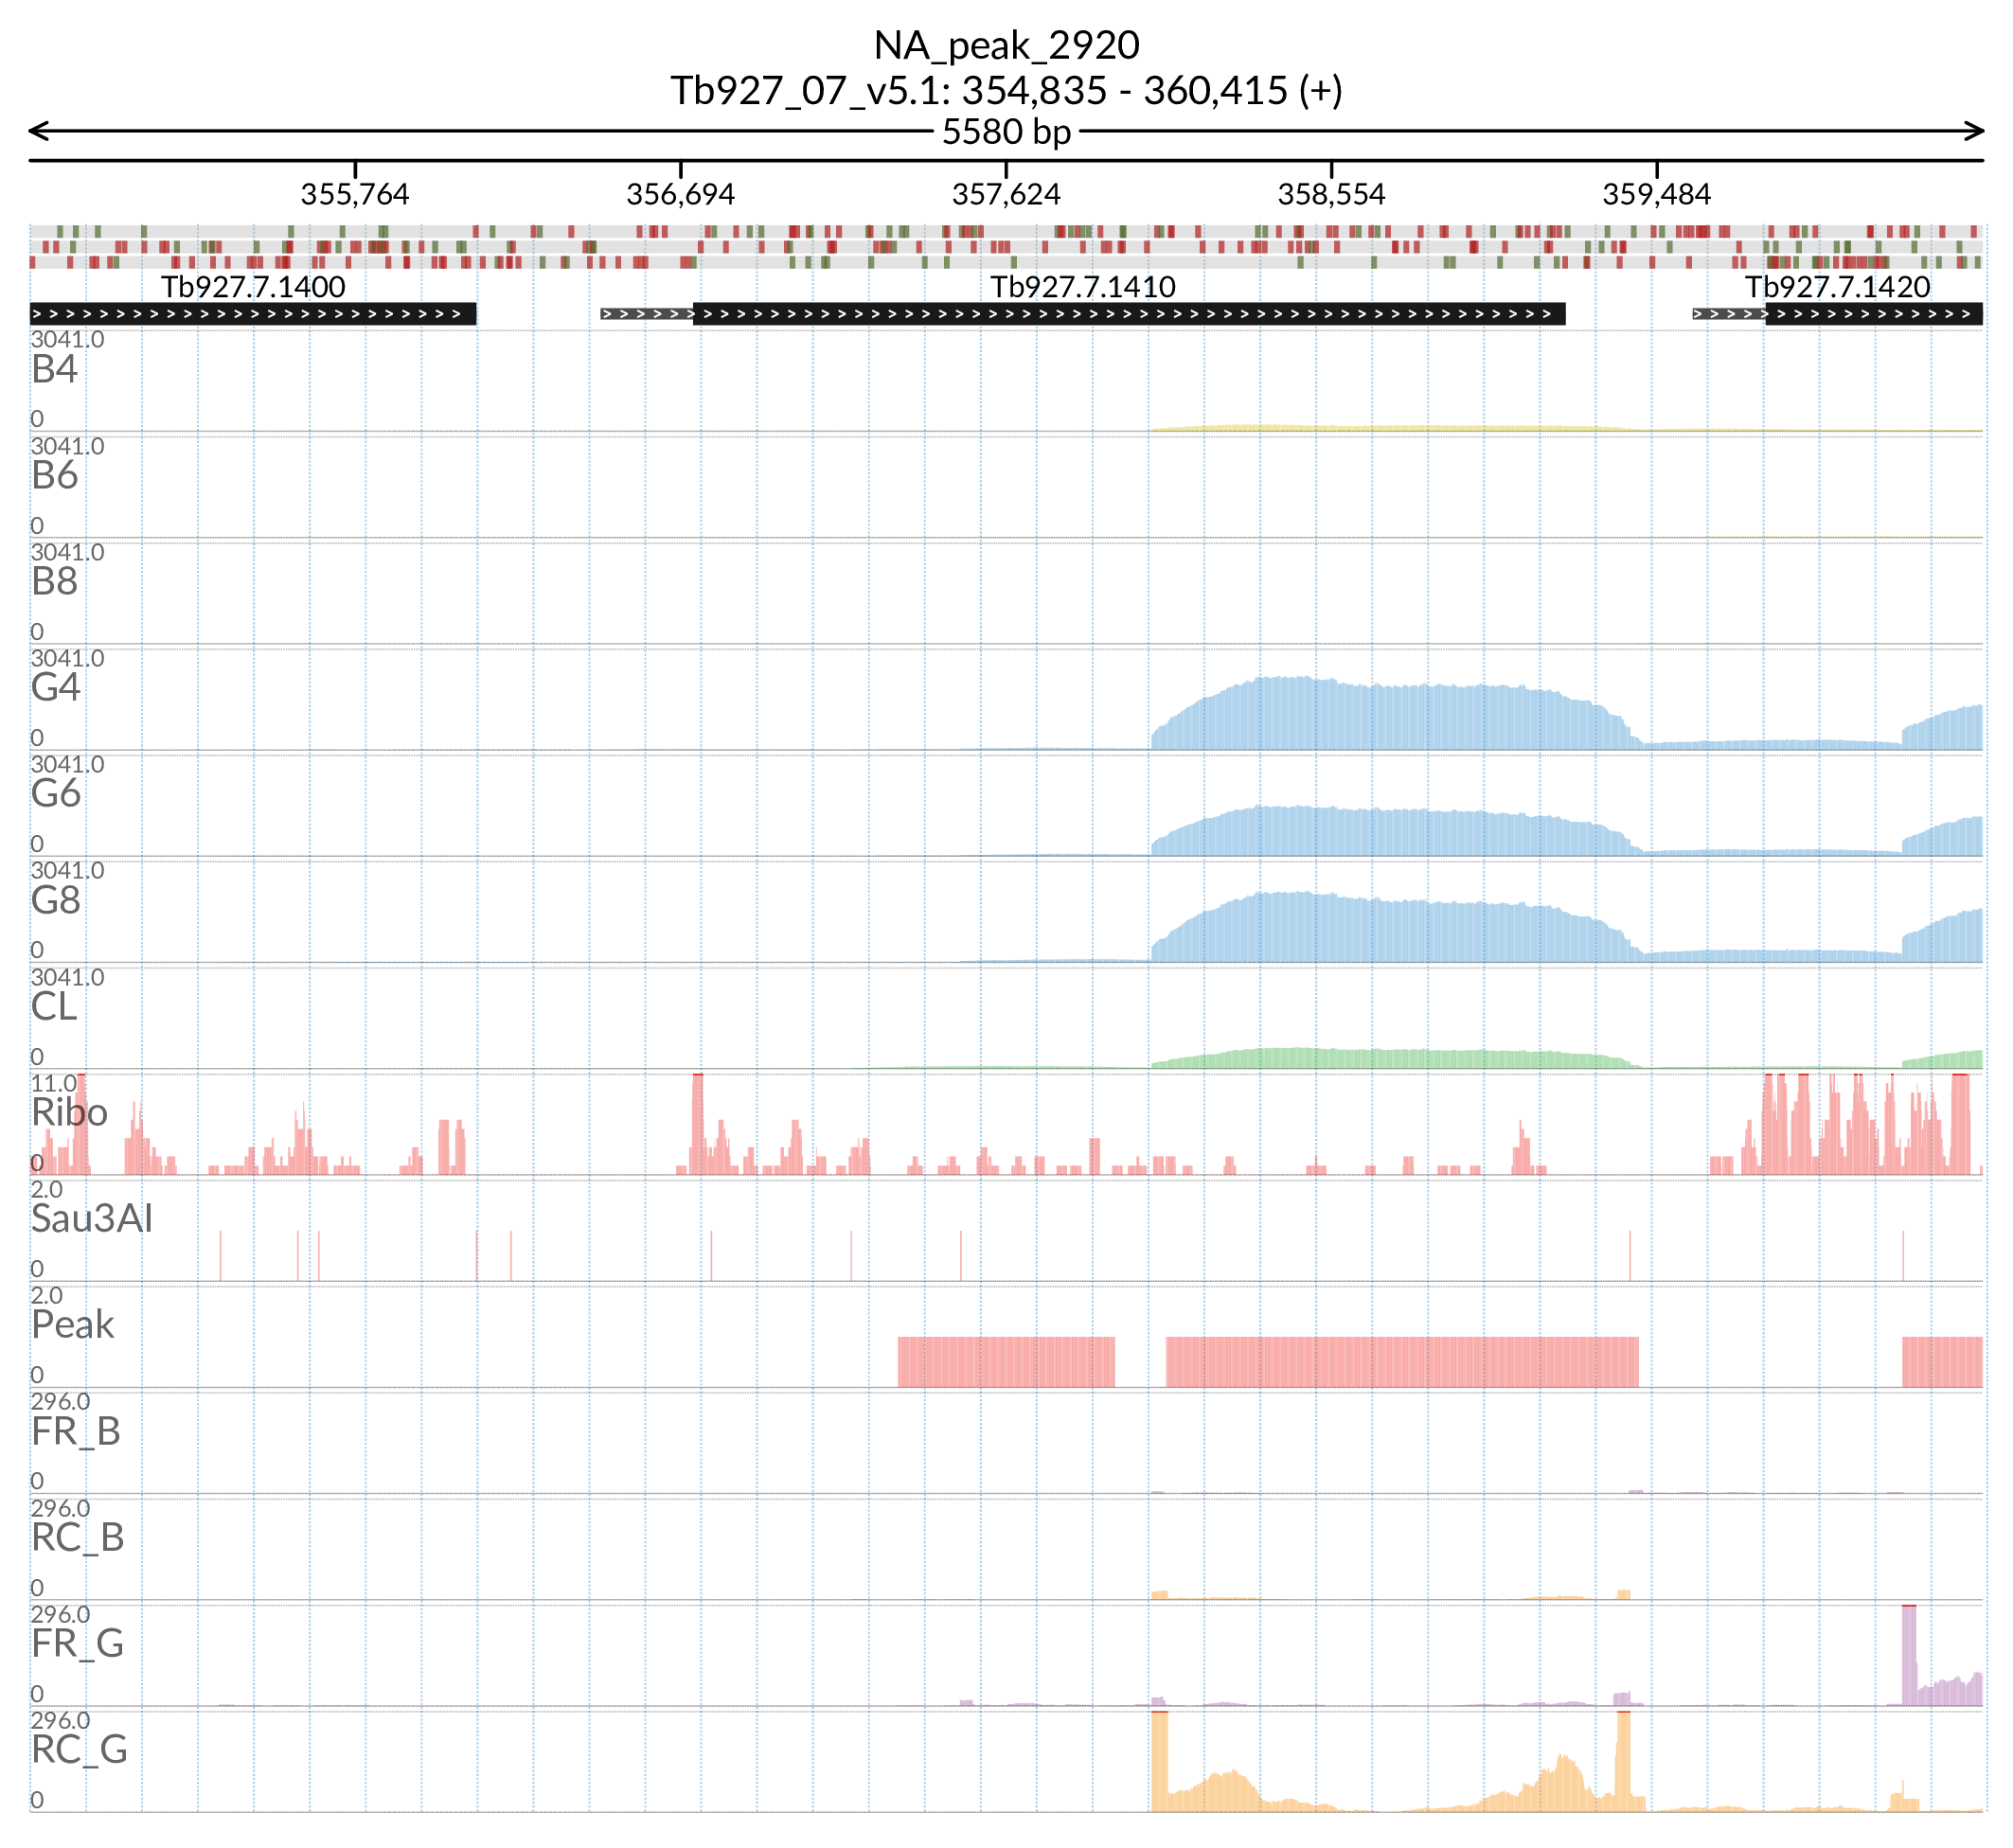 NA_peak_2920
Tb927_07_v5.1: 354,835 - 360,415 (+)
5580 bp
355,764 356,694 357,624 358,554 359,484
Tb927.7.1400 Tb927.7.1410 Tb927.7.1420
3041.0
B4
0
3041.0
B6
0
3041.0
B8
0
3041.0
G4
0
3041.0
G6
0
3041.0
G8
0
3041.0
CL
0
11.0
Ribo
0
2.0
Sau3AI
0
2.0
Peak
0
296.0
FR_B
0
296.0
RC_B
0
296.0
FR_G
0
296.0
RC_G
0